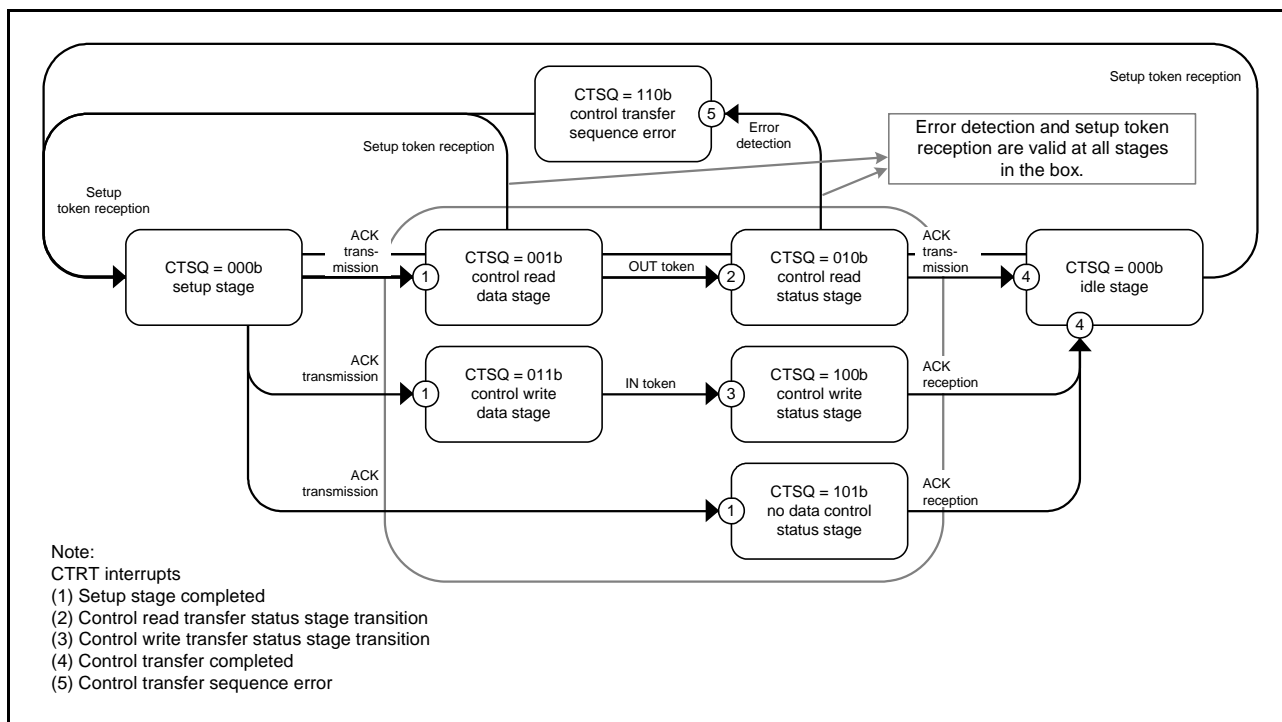 Setup token reception
CTSQ = 110b
control transfer
sequence error
5
Error
detection
Setup token reception
Error detection and setup token
reception are valid at all stages
in the box.
Setup
token reception
CTSQ = 000b
setup stage
ACK
trans-
mission
1
CTSQ = 001b
control read
data stage
OUT token
2
CTSQ = 010b
control read
status stage
ACK
trans-
mission
4
CTSQ = 000b
idle stage
4
ACK
transmission
1
CTSQ = 011b
control write
data stage
IN token
3
CTSQ = 100b
control write
status stage
ACK
reception
ACK
transmission
1
CTSQ = 101b
no data control
status stage
ACK
reception
Note:
CTRT interrupts
(1) Setup stage completed
(2) Control read transfer status stage transition
(3) Control write transfer status stage transition
(4) Control transfer completed
(5) Control transfer sequence error